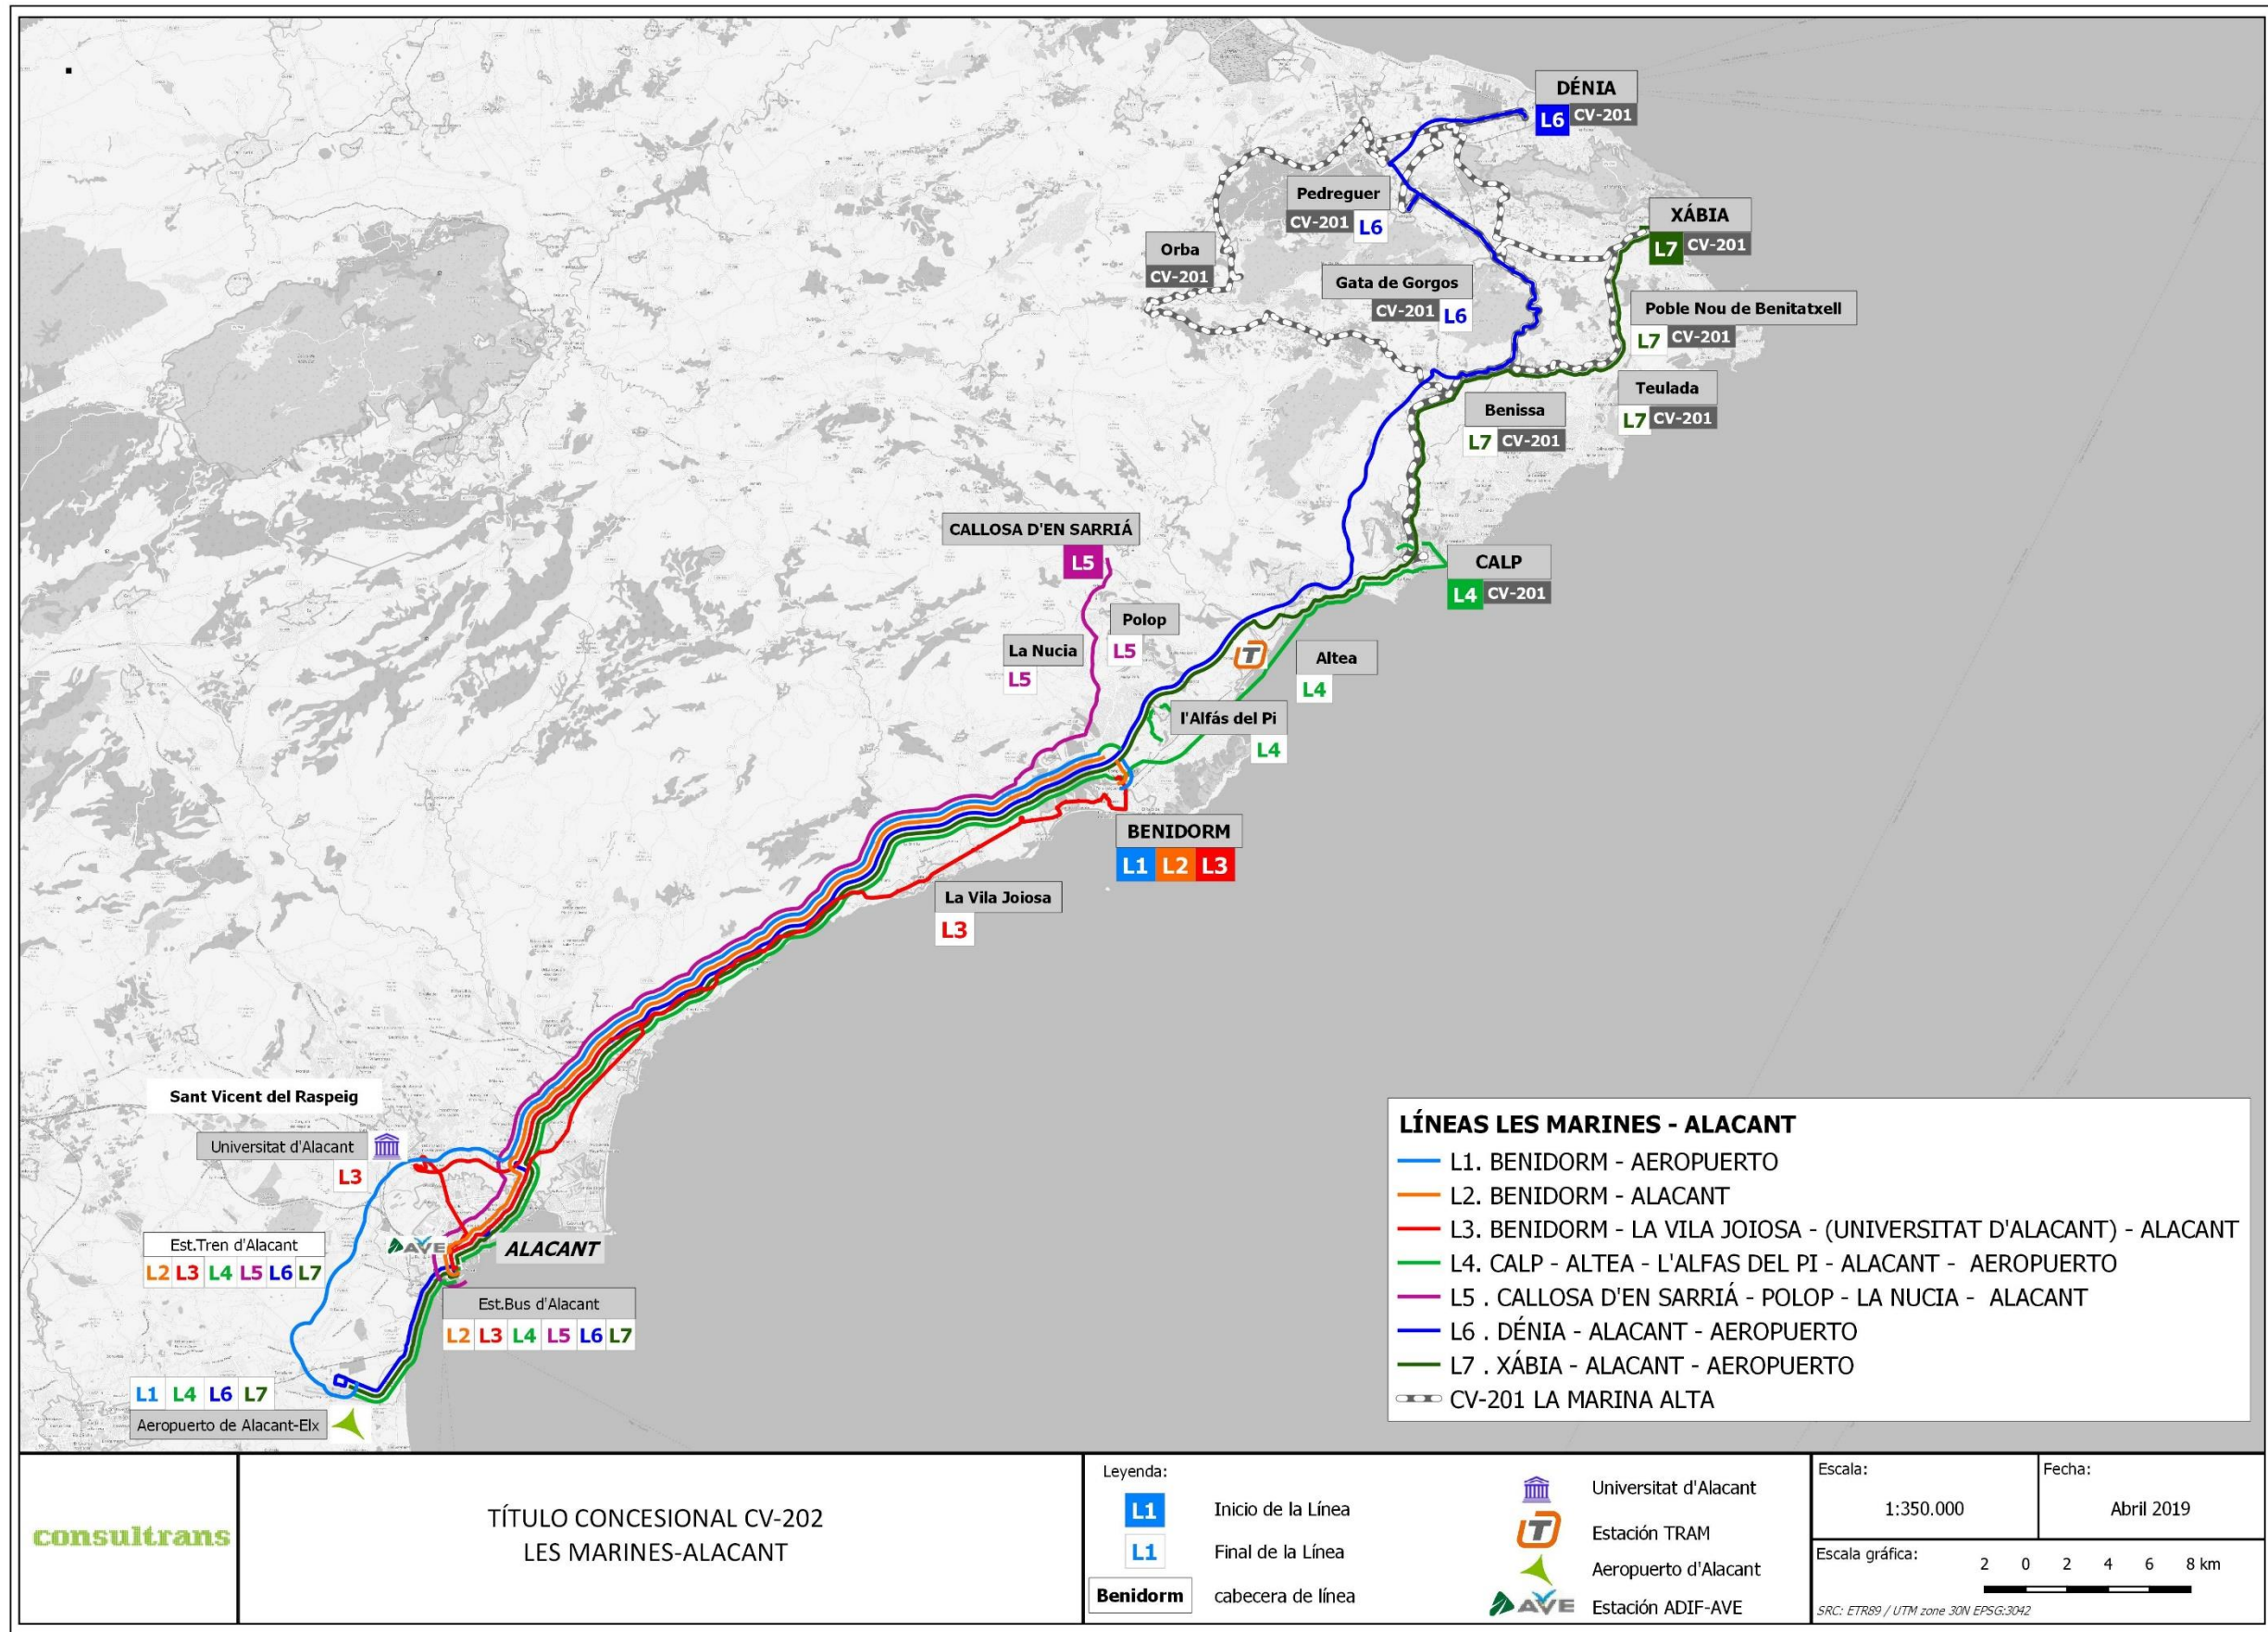 DÉNIA
L6 CV-201
Pedreguer
CV-201 L6
XÁBIA
L7 CV-201
Orba
CV-201
Gata de Gorgos
CV-201 L6
Poble Nou de Benitatxell
L7 CV-201
Teulada
L7 CV-201
Benissa
L7 CV-201
CALLOSA D'EN SARRIÁ
L5
CALP
L4 CV-201
Polop
L5
La Nucia
L5
T
Altea
L4
l'Alfás del Pi
L4
BENIDORM
L1 L2 L3
La Vila Joiosa
L3
Sant Vicent del Raspeig
Universitat d'Alacant
L3
Est.Tren d'Alacant
L2 L3 L4 L5 L6 L7
AVE
ALACANT
Est.Bus d'Alacant
L2 L3 L4 L5 L6 L7
L1 L4 L6 L7
Aeropuerto de Alacant-Elx
LÍNEAS LES MARINES - ALACANT
L1. BENIDORM - AEROPUERTO
L2. BENIDORM - ALACANT
L3. BENIDORM - LA VILA JOIOSA - (UNIVERSITAT D'ALACANT) - ALACANT
L4. CALP - ALTEA - L'ALFAS DEL PI - ALACANT - AEROPUERTO
L5 . CALLOSA D'EN SARRIÁ - POLOP - LA NUCIA - ALACANT
L6 . DÉNIA - ALACANT - AEROPUERTO
L7 . XÁBIA - ALACANT - AEROPUERTO
CV-201 LA MARINA ALTA
consultrans
TÍTULO CONCESIONAL CV-202
LES MARINES-ALACANT
Leyenda:
L1 Inicio de la Línea
L1 Final de la Línea
Benidorm cabecera de línea
Universitat d'Alacant
T Estación TRAM
Aeropuerto d'Alacant
AVE Estación ADIF-AVE
Escala:
1:350.000
Fecha:
Abril 2019
Escala gráfica:
2 0 2 4 6 8 km
SRC: ETR89 / UTM zone 30N EPSG:3042